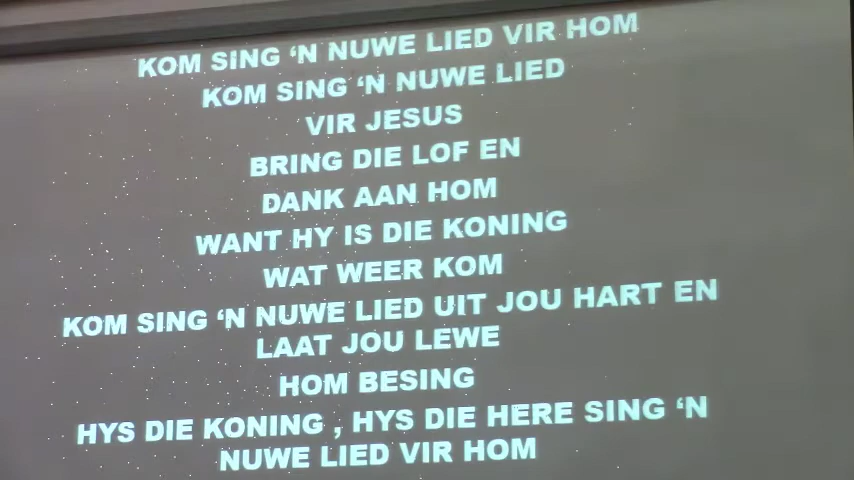 KOM SING ‘N NUWE LIED VIR HOM
KOM SING ‘N NUWE LIED
VIR JESUS
BRING DIE LOF EN
DANK AAN HOM
WANT HY IS DIE KONING
WAT WEER KOM
KOM SING ‘N NUWE LIED UIT JOU HART EN
LAAT JOU LEWE
HOM BESING
HYS DIE KONING , HYS DIE HERE SING ‘N
NUWE LIED VIR HOM